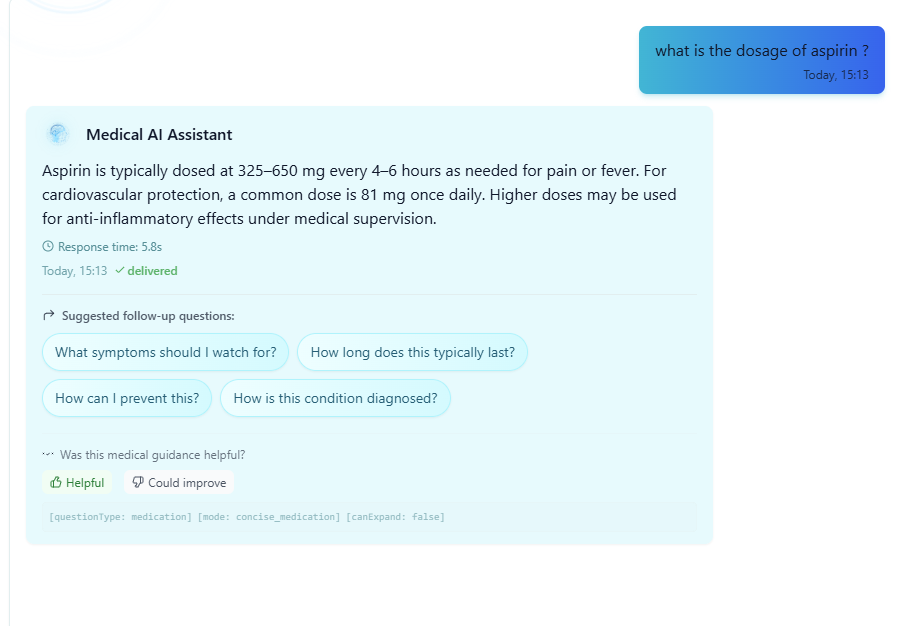 what is the dosage of aspirin ?
Today, 15:13
Medical AI Assistant
Aspirin is typically dosed at 325–650 mg every 4–6 hours as needed for pain or fever. For
cardiovascular protection, a common dose is 81 mg once daily. Higher doses may be used
for anti-inflammatory effects under medical supervision.
Response time: 5.8s
Today, 15:13 ✓ delivered
Suggested follow-up questions:
What symptoms should I watch for? How long does this typically last?
How can I prevent this? How is this condition diagnosed?
Was this medical guidance helpful?
Helpful Could improve
[questionType: medication] [mode: concise_medication] [canExpand: false]